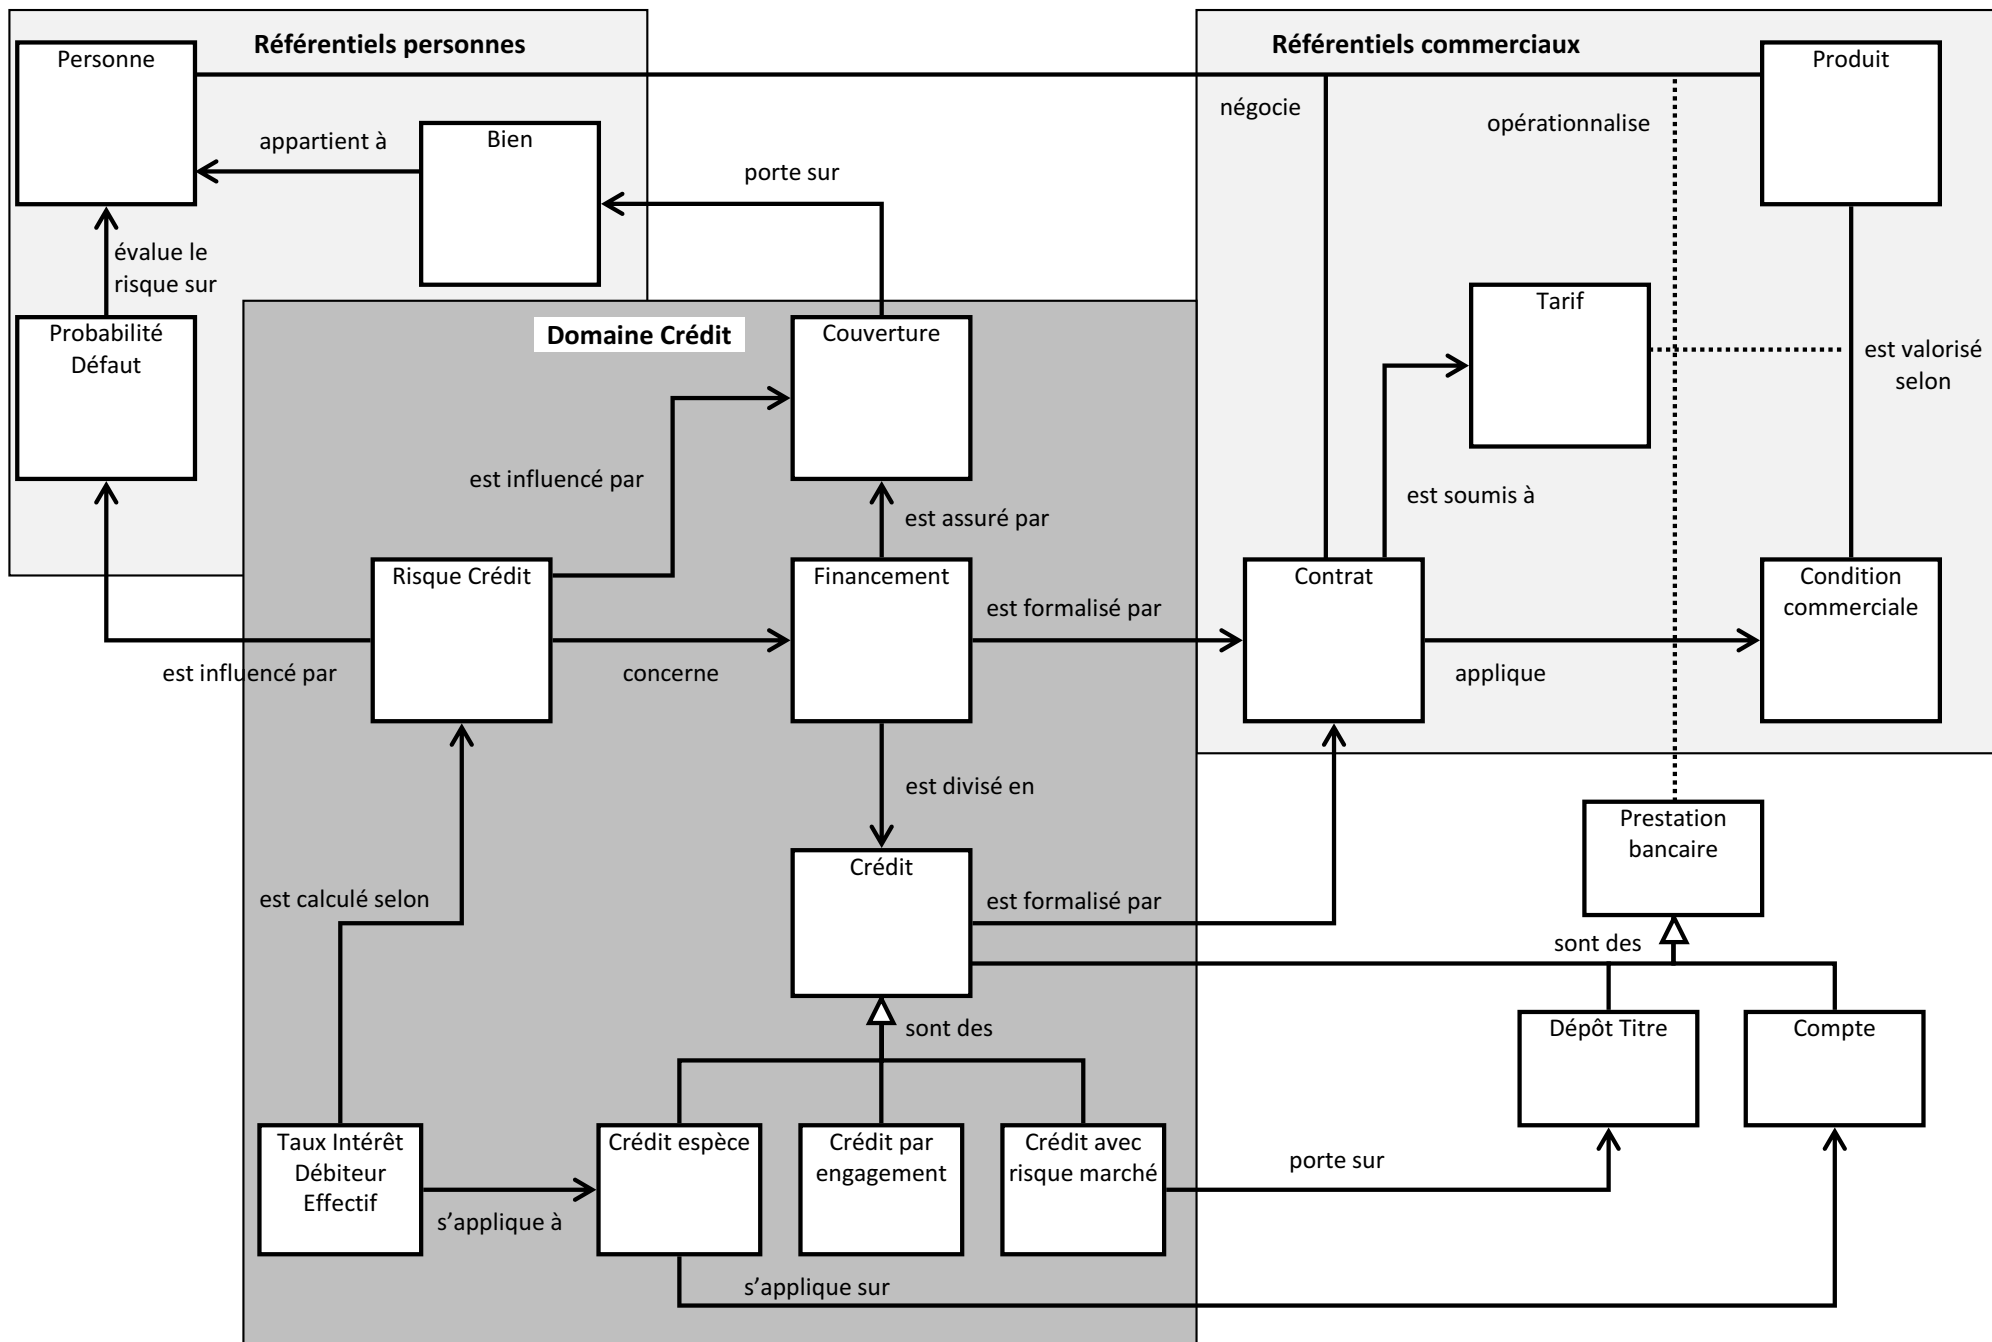 Référentiels personnes
Référentiels commerciaux
Personne
Produit
négocie
opérationnalise
appartient à
Bien
porte sur
évalue le
risque sur
Tarif
Probabilité
Défaut
Domaine Crédit
Couverture
est valorisé
selon
est influencé par
est soumis à
est assuré par
Risque Crédit
Financement
est formalisé par
Contrat
Condition
commerciale
est influencé par
concerne
applique
est divisé en
Prestation
bancaire
Crédit
est calculé selon
est formalisé par
sont des
sont des
Dépôt Titre
Compte
Taux Intérêt
Débiteur
Effectif
Crédit espèce
Crédit par
engagement
Crédit avec
risque marché
porte sur
s’applique à
s’applique sur